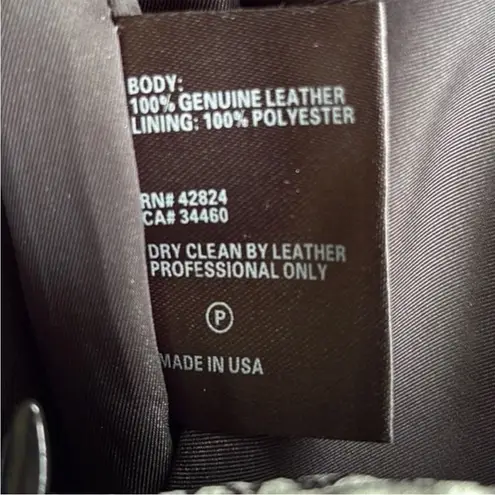 BODY:
100% GENUINE LEATHER
LINING: 100% POLYESTER
RN# 42824
CA# 34460
DRY CLEAN BY LEATHER
PROFESSIONAL ONLY
P
MADE IN USA